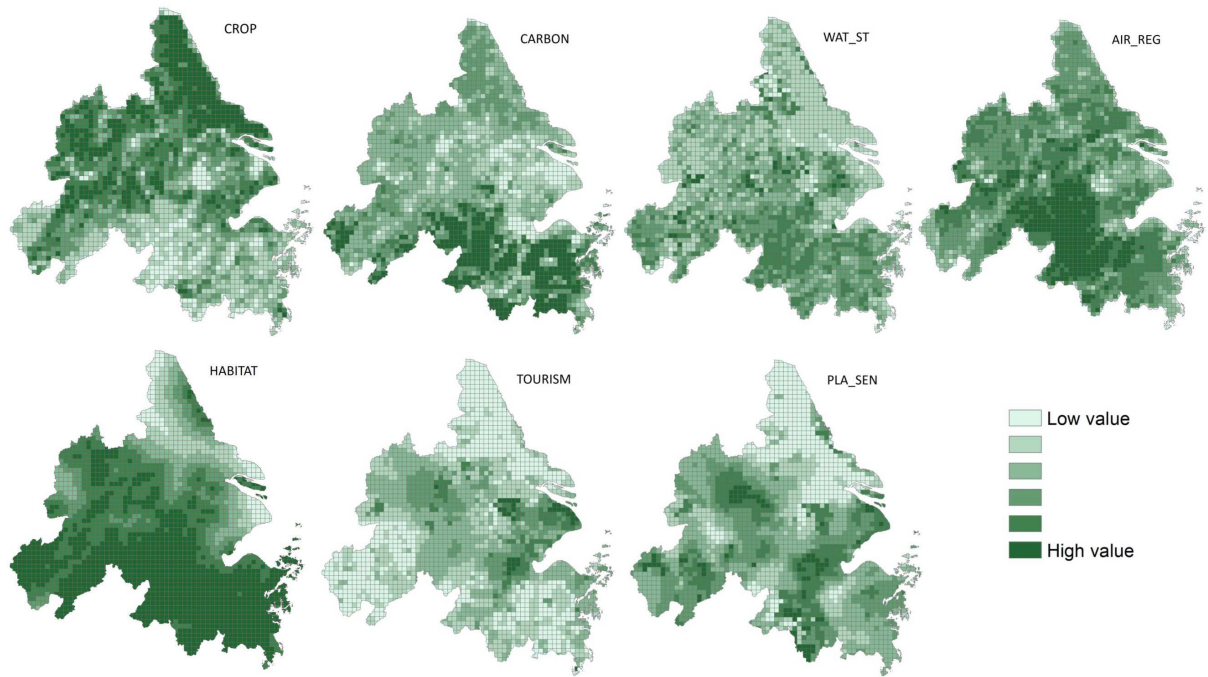 CROP
CARBON
WAT_ST
AIR_REG
HABITAT
TOURISM
PLA_SEN
Low value
High value